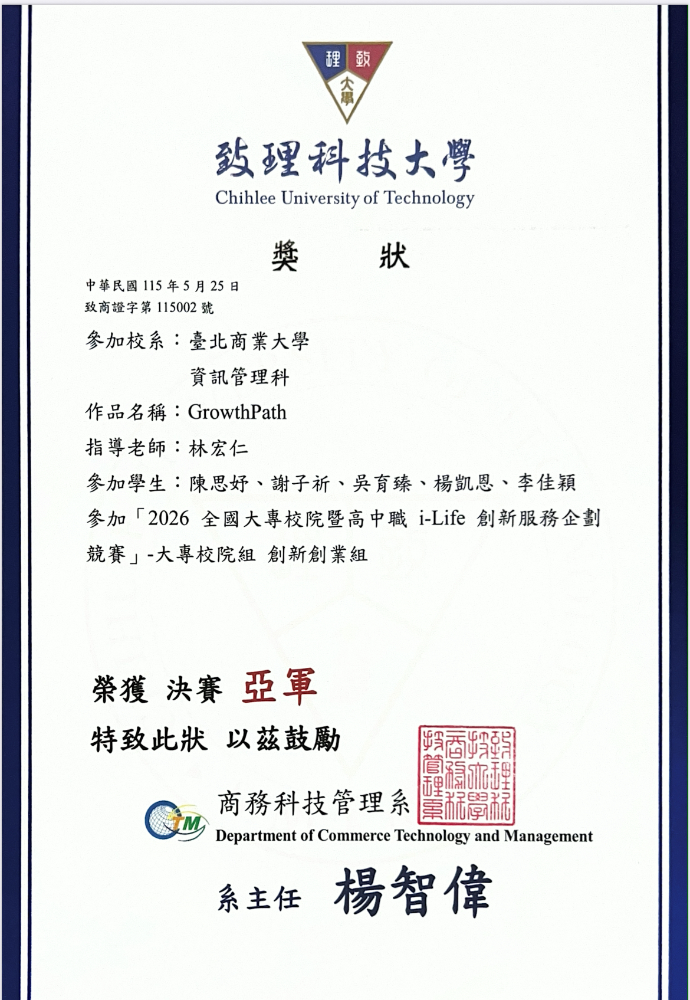 理 致
大學
致理科技大學
Chihlee University of Technology
獎 狀
中華民國 115 年 5 月 25 日
致商證字第 115002 號
參加校系：臺北商業大學
資訊管理科
作品名稱：GrowthPath
指導老師：林宏仁
參加學生：陳思妤、謝子祈、吳育臻、楊凱恩、李佳穎
參加「2026 全國大專校院暨高中職 i-Life 創新服務企劃
競賽」-大專校院組 創新創業組
榮獲 決賽 亞軍
特致此狀 以茲鼓勵
致理科技大學商務科技管理系
商務科技管理系
CTM
Department of Commerce Technology and Management
系主任 楊智偉